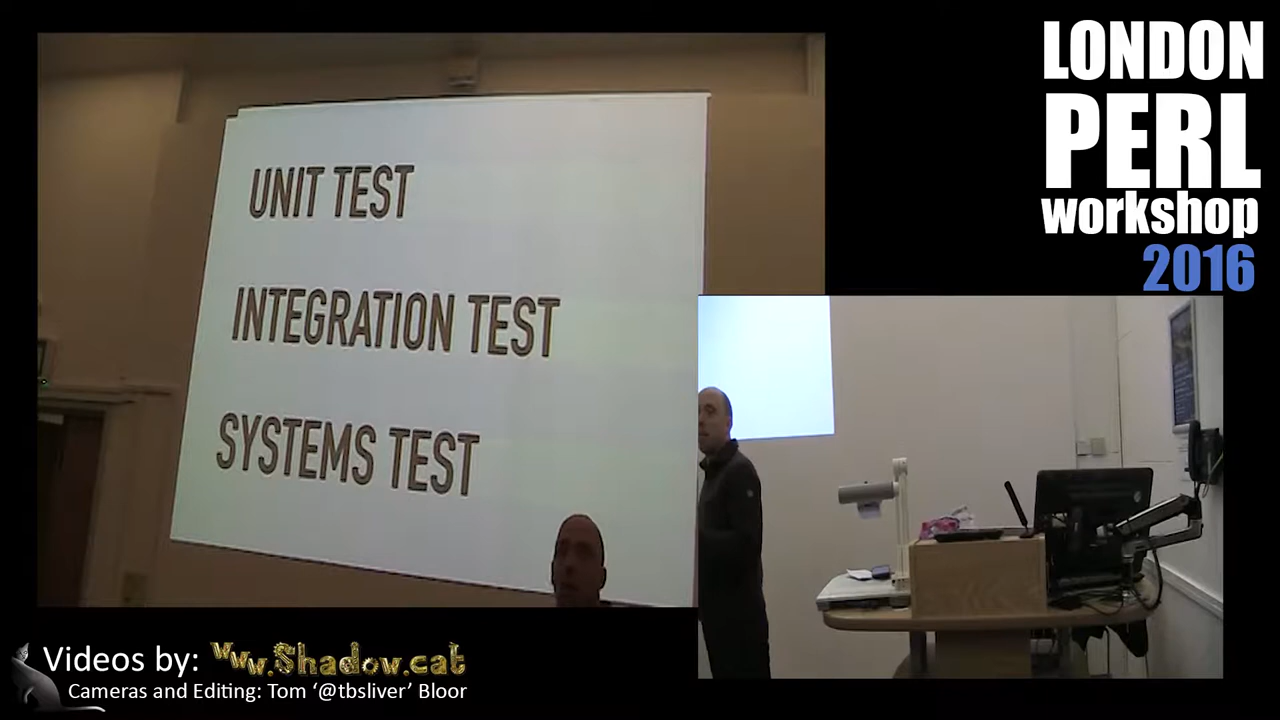 UNIT TEST
INTEGRATION TEST
SYSTEMS TEST
LONDON
PERL
workshop
2016
Videos by: Www.Shadow.cat
Cameras and Editing: Tom ‘@tbsliver’ Bloor